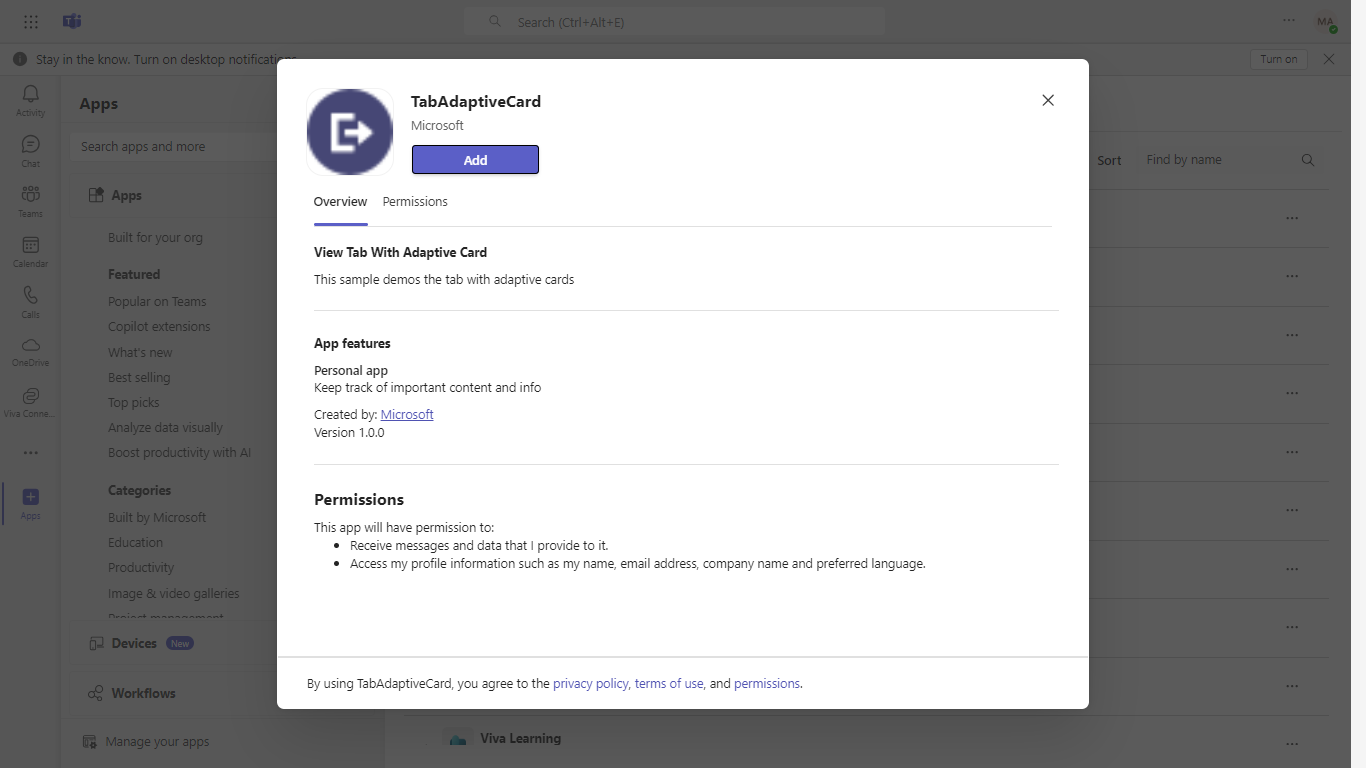 Search (Ctrl+Alt+E)
MA
Stay in the know. Turn on desktop notifications.
Turn on
Activity
Chat
Teams
Calendar
Calls
OneDrive
Viva Conne...
Apps
Apps
Search apps and more
Apps
Built for your org
Featured
Popular on Teams
Copilot extensions
What's new
Best selling
Top picks
Analyze data visually
Boost productivity with AI
Categories
Built by Microsoft
Education
Productivity
Image & video galleries
Project management
Devices New
Workflows
Manage your apps
Sort
Find by name
TabAdaptiveCard
Microsoft
Add
Overview Permissions
View Tab With Adaptive Card
This sample demos the tab with adaptive cards
App features
Personal app
Keep track of important content and info
Created by: Microsoft
Version 1.0.0
Permissions
This app will have permission to:
• Receive messages and data that I provide to it.
• Access my profile information such as my name, email address, company name and preferred language.
By using TabAdaptiveCard, you agree to the privacy policy, terms of use, and permissions.
Viva Learning